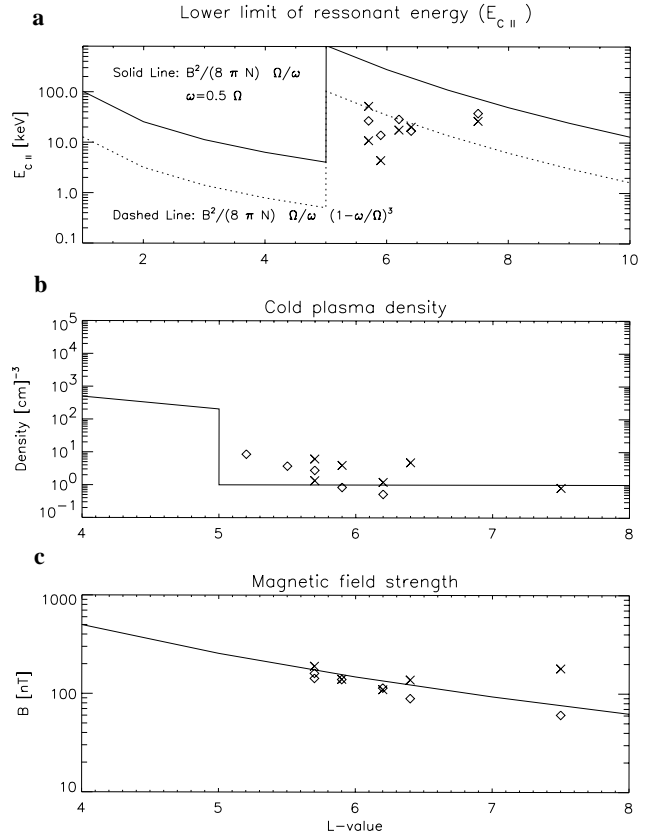 a
Lower limit of ressonant energy (E_C II)
Solid Line: B²/(8 π N) Ω/ω
ω=0.5 Ω
Dashed Line: B²/(8 π N) Ω/ω (1-ω/Ω)³
E_C II [keV]
100.0
10.0
1.0
0.1
2 4 6 8 10
b
Cold plasma density
Density [cm]⁻³
10⁵
10⁴
10³
10²
10¹
10⁰
10⁻¹
4 5 6 7 8
c
Magnetic field strength
B [nT]
1000
100
10
4 5 6 7 8
L-value